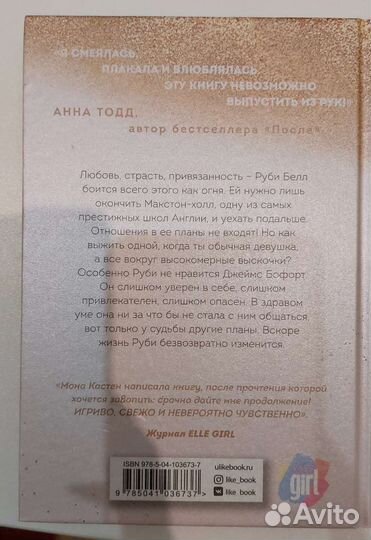 «Я СМЕЯЛАСЬ,
ПЛАКАЛА И ВЛЮБЛЯЛАСЬ.
ЭТУ КНИГУ НЕВОЗМОЖНО
ВЫПУСТИТЬ ИЗ РУК!»
АННА ТОДД,
автор бестселлера «После»
Любовь, страсть, привязанность – Руби Белл
боится всего этого как огня. Ей нужно лишь
окончить Макстон-холл, одну из самых
престижных школ Англии, и уехать подальше.
Отношения в ее планы не входят! Но как
выжить одной, когда ты обычная девушка,
а все вокруг высокомерные выскочки?
Особенно Руби не нравится Джеймс Бофорт.
Он слишком уверен в себе, слишком
привлекателен, слишком опасен. В здравом
уме она ни за что бы не стала с ним общаться,
вот только у судьбы другие планы. Вскоре
жизнь Руби безвозвратно изменится.
«Мона Кастен написала книгу, после прочтения которой
хочется завопить: срочно дайте мне продолжение!
ИГРИВО, СВЕЖО И НЕВЕРОЯТНО ЧУВСТВЕННО».
Журнал ELLE GIRL
ISBN 978-5-04-103673-7
9 785041 036737 >
ulikebook.ru
like_book
like_book
girl
Avito